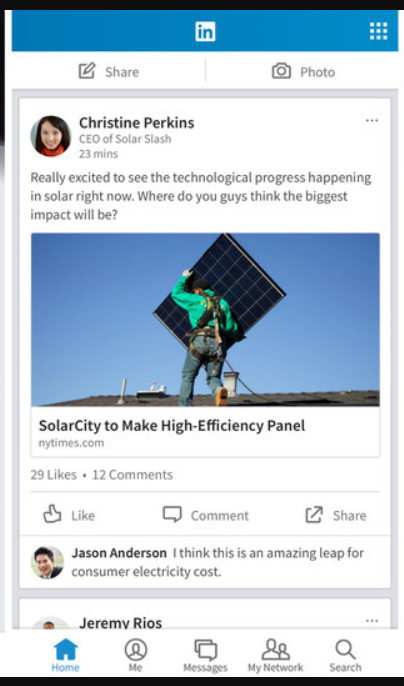 in
Share
Photo
Christine Perkins
CEO of Solar Slash
23 mins
Really excited to see the technological progress happening
in solar right now. Where do you guys think the biggest
impact will be?
SolarCity to Make High-Efficiency Panel
nytimes.com
29 Likes • 12 Comments
Like
Comment
Share
Jason Anderson I think this is an amazing leap for
consumer electricity cost.
Jeremy Rios
Home
Me
Messages
My Network
Search